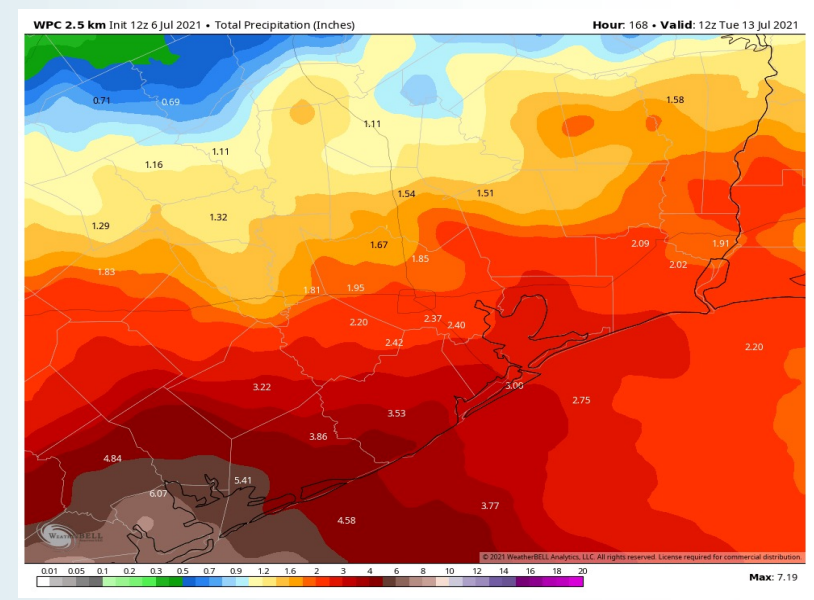 WPC 2.5 km Init 12z 6 Jul 2021 • Total Precipitation (Inches)
Hour: 168 • Valid: 12z Tue 13 Jul 2021
0.71 0.69 1.58
1.11
1.11
1.16
1.54 1.51
1.32
1.29
1.67 2.09 1.91
1.85
2.02
1.83
1.81 1.95
2.20 2.37 2.40
2.42 2.20
3.22
2.75
3.53
3.86
4.84
5.41
6.07
3.77
4.58
WEATHERBELL
© 2021 WeatherBELL Analytics, LLC. All rights reserved. License required for commercial distribution.
0.01 0.05 0.1 0.2 0.3 0.5 0.7 0.9 1.2 1.6 2 3 4 6 8 10 12 14 16 18 20
Max: 7.19